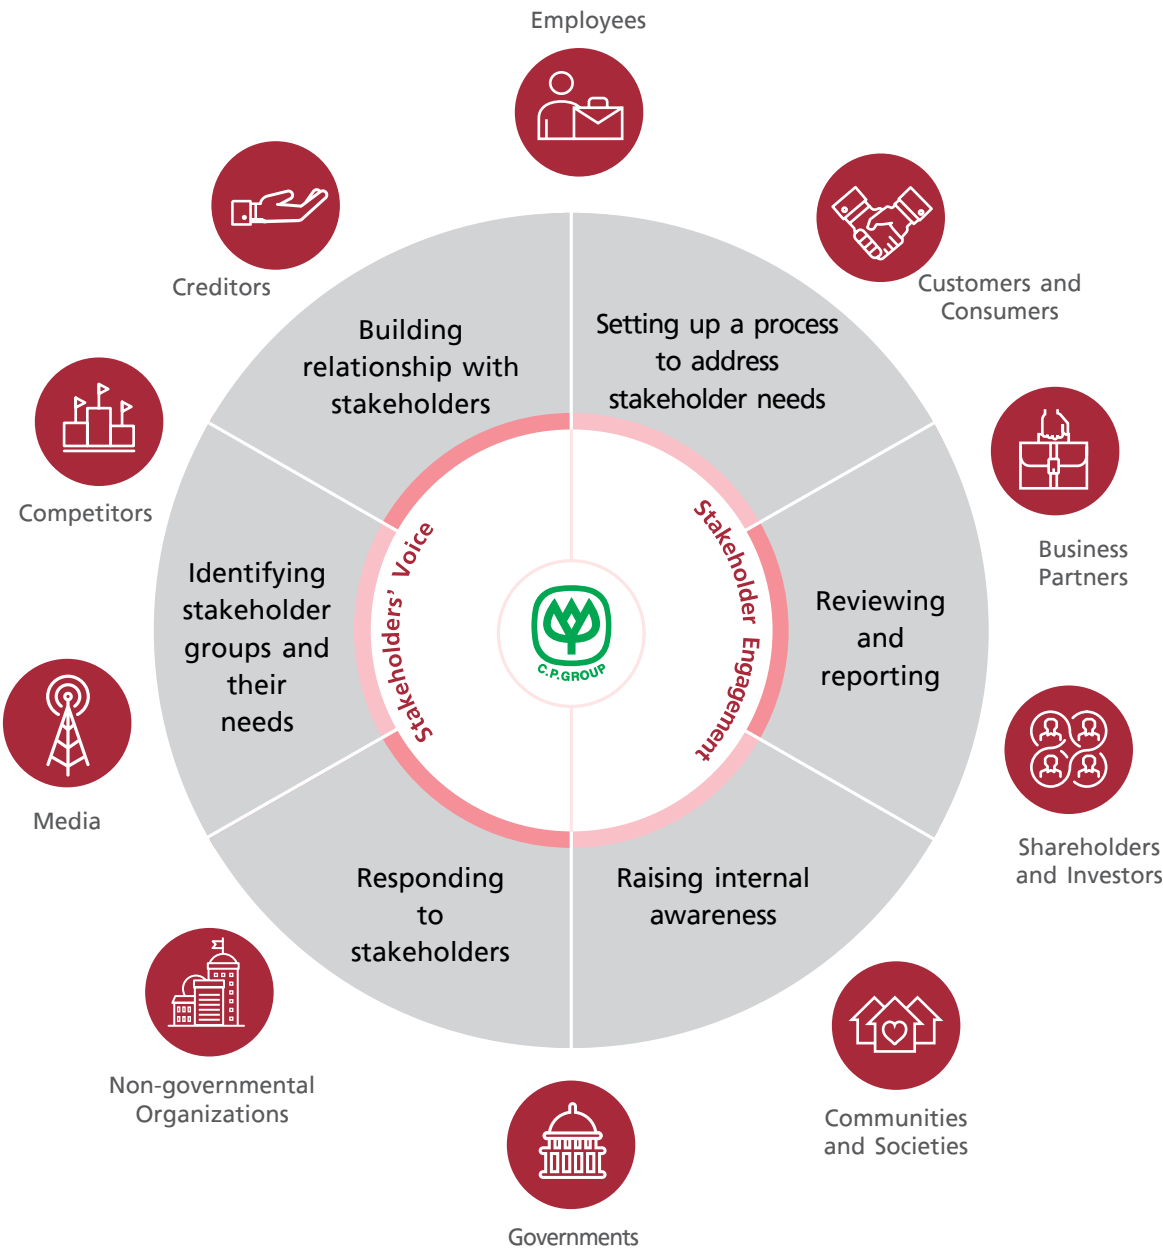 Employees
Creditors
Customers and
Consumers
Building
relationship with
stakeholders
Setting up a process
to address
stakeholder needs
Competitors
Business
Partners
Stakeholders' Voice
Stakeholder Engagement
Identifying
stakeholder
groups and
their
needs
C.P.GROUP
Reviewing
and
reporting
Media
Shareholders
and Investors
Responding
to
stakeholders
Raising internal
awareness
Non-governmental
Organizations
Communities
and Societies
Governments